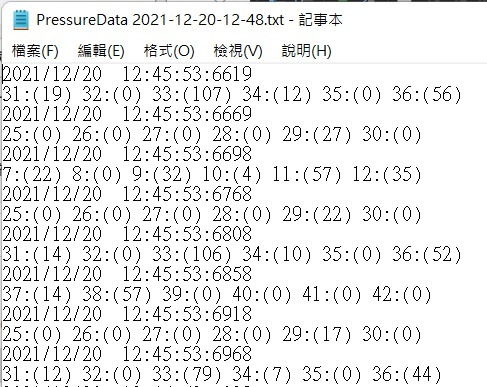 PressureData 2021-12-20-12-48.txt - 記事本
檔案(F) 編輯(E) 格式(O) 檢視(V) 說明(H)
2021/12/20  12:45:53:6619
31:(19) 32:(0) 33:(107) 34:(12) 35:(0) 36:(56)
2021/12/20  12:45:53:6669
25:(0) 26:(0) 27:(0) 28:(0) 29:(27) 30:(0)
2021/12/20  12:45:53:6698
7:(22) 8:(0) 9:(32) 10:(4) 11:(57) 12:(35)
2021/12/20  12:45:53:6768
25:(0) 26:(0) 27:(0) 28:(0) 29:(22) 30:(0)
2021/12/20  12:45:53:6808
31:(14) 32:(0) 33:(106) 34:(10) 35:(0) 36:(52)
2021/12/20  12:45:53:6858
37:(14) 38:(57) 39:(0) 40:(0) 41:(0) 42:(0)
2021/12/20  12:45:53:6918
25:(0) 26:(0) 27:(0) 28:(0) 29:(17) 30:(0)
2021/12/20  12:45:53:6968
31:(12) 32:(0) 33:(79) 34:(7) 35:(0) 36:(44)